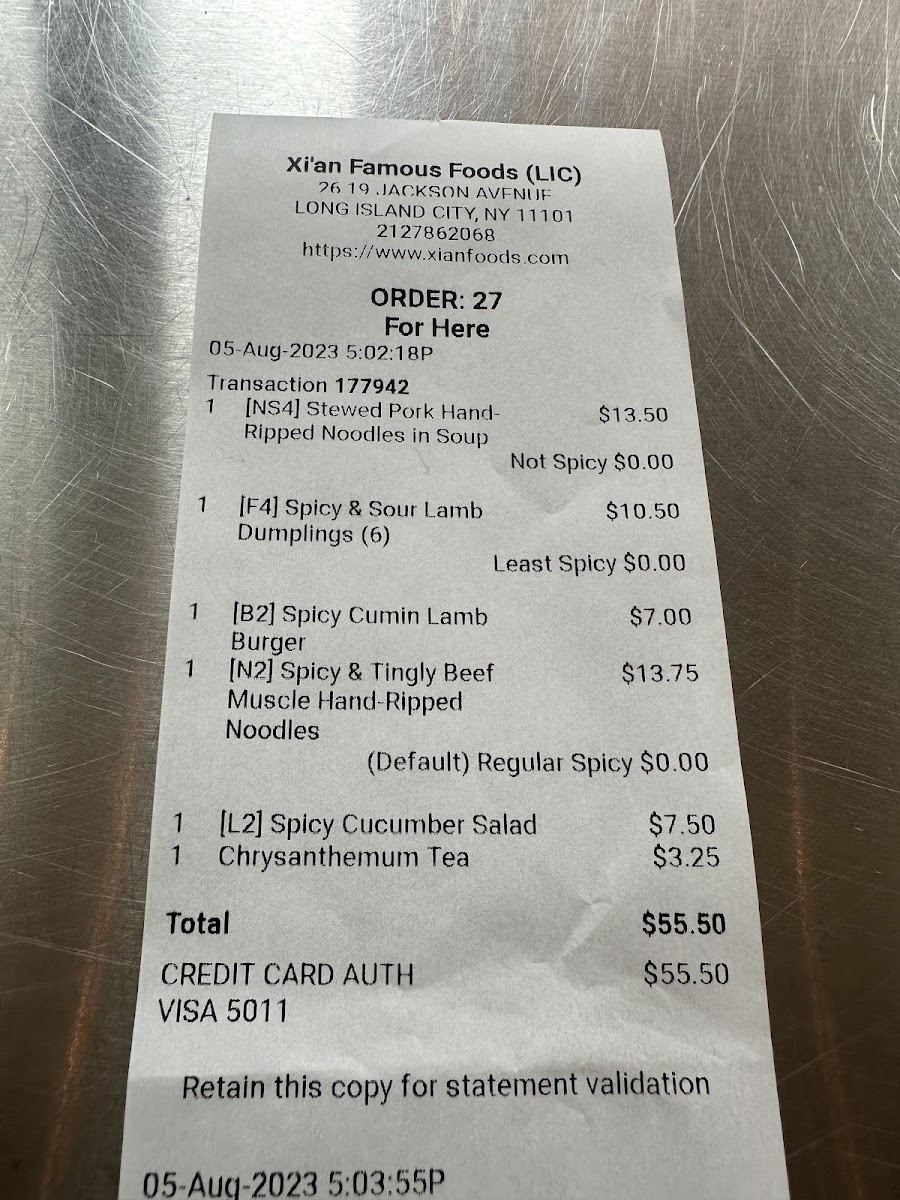 Xi'an Famous Foods (LIC)
26 19 JACKSON AVENUE
LONG ISLAND CITY, NY 11101
2127862068
https://www.xianfoods.com
ORDER: 27
For Here
05-Aug-2023 5:02:18P
Transaction 177942
1 [NS4] Stewed Pork Hand- $13.50
Ripped Noodles in Soup
Not Spicy $0.00
1 [F4] Spicy & Sour Lamb $10.50
Dumplings (6)
Least Spicy $0.00
1 [B2] Spicy Cumin Lamb $7.00
Burger
1 [N2] Spicy & Tingly Beef $13.75
Muscle Hand-Ripped
Noodles
(Default) Regular Spicy $0.00
1 [L2] Spicy Cucumber Salad $7.50
1 Chrysanthemum Tea $3.25
Total $55.50
CREDIT CARD AUTH $55.50
VISA 5011
Retain this copy for statement validation
05-Aug-2023 5:03:55P